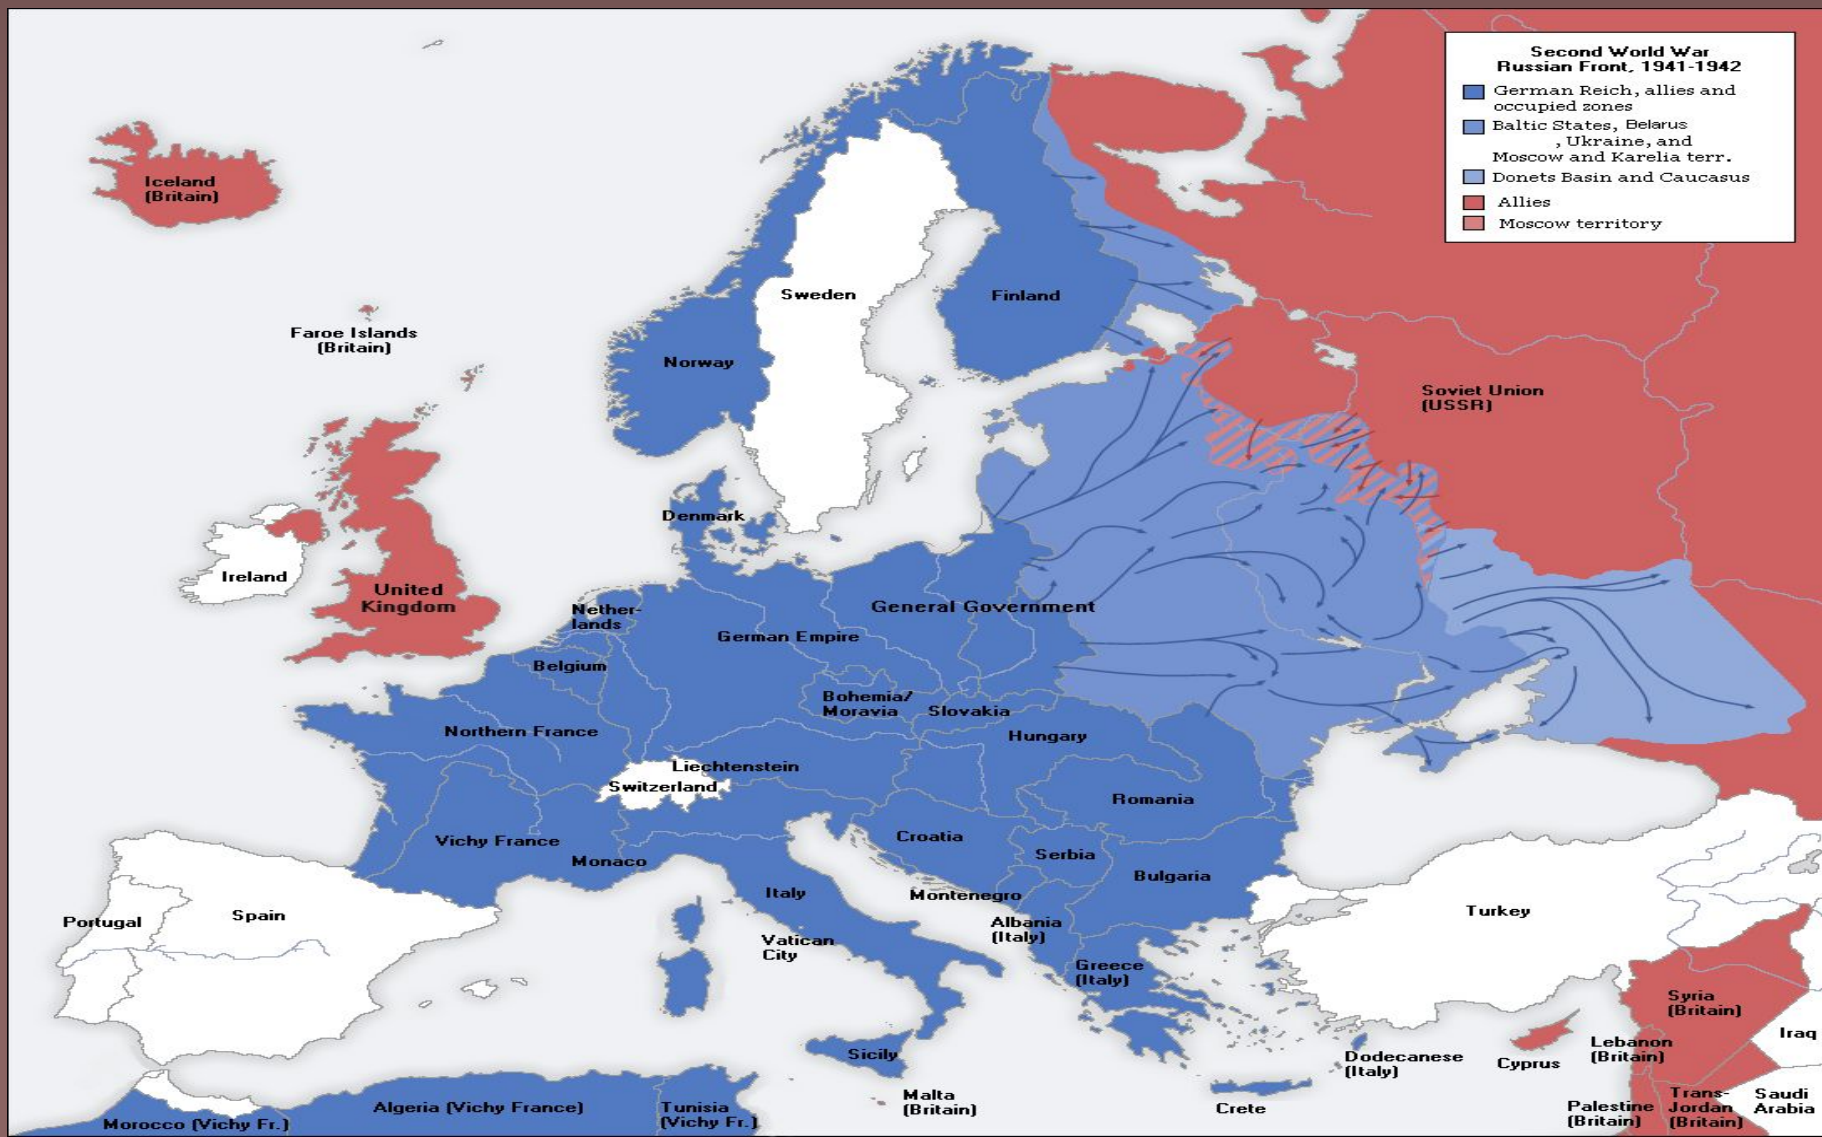 Second World War
Russian Front, 1941-1942
German Reich, allies and
occupied zones
Baltic States, Belarus
, Ukraine, and
Moscow and Karelia terr.
Donets Basin and Caucasus
Allies
Moscow territory
Iceland
(Britain)
Sweden
Finland
Faroe Islands
(Britain)
Norway
Soviet Union
(USSR)
Denmark
Ireland
United
Kingdom
Nether-
lands
General Government
German Empire
Belgium
Bohemia/
Moravia
Slovakia
Northern France
Hungary
Liechtenstein
Switzerland
Romania
Vichy France
Croatia
Monaco
Serbia
Bulgaria
Italy
Montenegro
Portugal
Spain
Albania
(Italy)
Turkey
Vatican
City
Greece
(Italy)
Syria
(Britain)
Iraq
Sicily
Dodecanese
(Italy)
Cyprus
Lebanon
(Britain)
Malta
(Britain)
Crete
Palestine
(Britain)
Trans-
Jordan
(Britain)
Saudi
Arabia
Morocco (Vichy Fr.)
Algeria (Vichy France)
Tunisia
(Vichy Fr.)